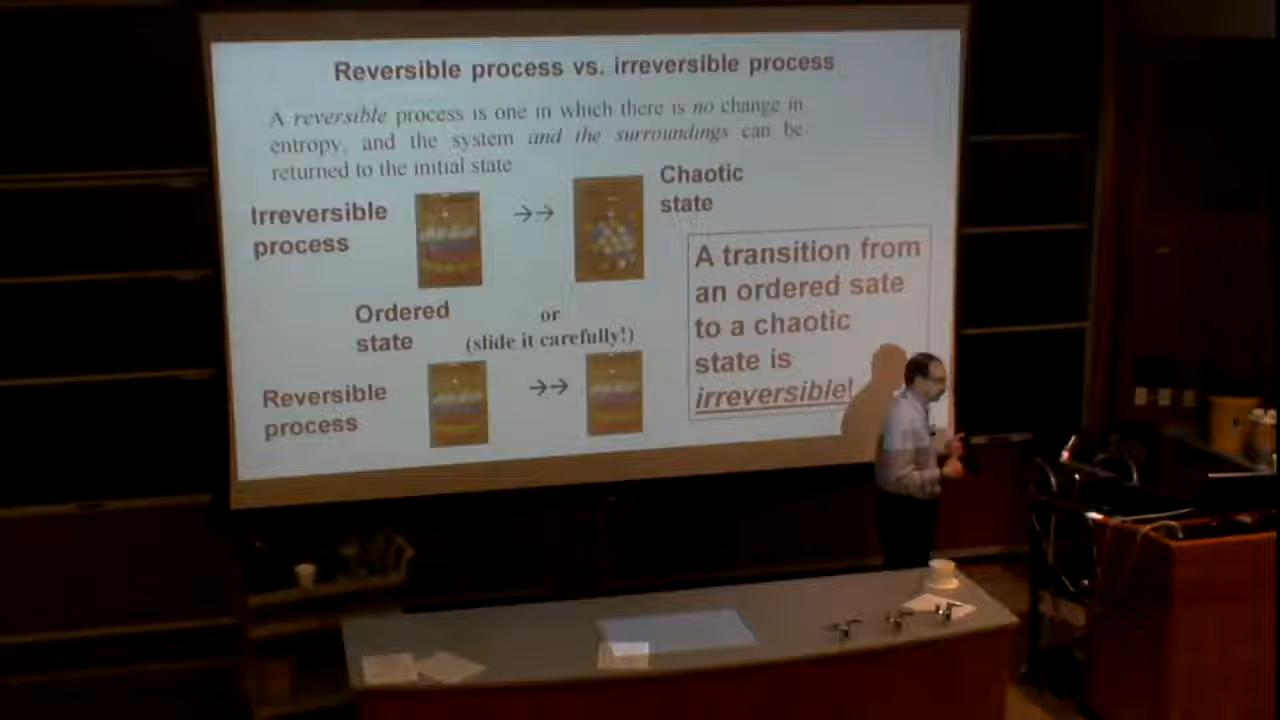 Reversible process vs. irreversible process
A reversible process is one in which there is no change in
entropy, and the system and the surroundings can be
returned to the initial state
Irreversible
process
→→
Chaotic
state
Ordered
state
or
(slide it carefully!)
Reversible
process
→→
A transition from
an ordered sate
to a chaotic
state is
irreversible!